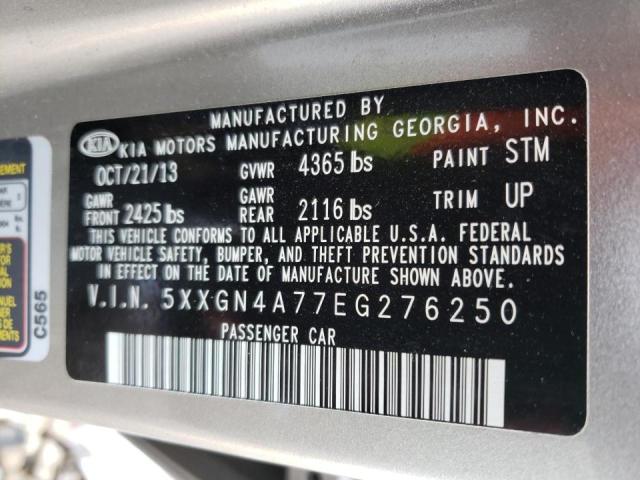 MANUFACTURED BY
KIA KIA MOTORS MANUFACTURING GEORGIA, INC.
OCT/21/13 GVWR 4365 lbs PAINT STM
GAWR FRONT 2425 lbs GAWR REAR 2116 lbs TRIM UP
THIS VEHICLE CONFORMS TO ALL APPLICABLE U.S.A. FEDERAL
MOTOR VEHICLE SAFETY, BUMPER, AND THEFT PREVENTION STANDARDS
IN EFFECT ON THE DATE OF MANUFACTURE SHOWN ABOVE.
V.I.N. 5XXGN4A77EG276250
PASSENGER CAR
C565